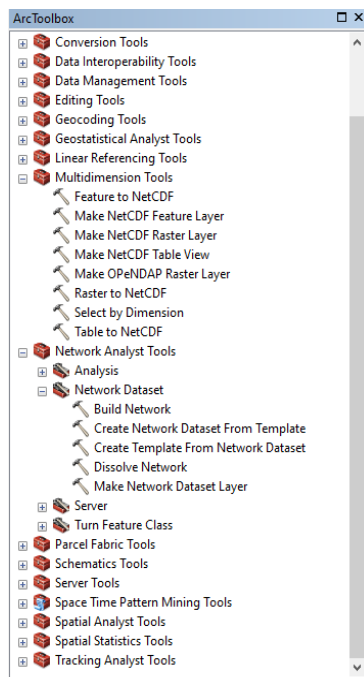 ArcToolbox
Conversion Tools
Data Interoperability Tools
Data Management Tools
Editing Tools
Geocoding Tools
Geostatistical Analyst Tools
Linear Referencing Tools
Multidimension Tools
Feature to NetCDF
Make NetCDF Feature Layer
Make NetCDF Raster Layer
Make NetCDF Table View
Make OPeNDAP Raster Layer
Raster to NetCDF
Select by Dimension
Table to NetCDF
Network Analyst Tools
Analysis
Network Dataset
Build Network
Create Network Dataset From Template
Create Template From Network Dataset
Dissolve Network
Make Network Dataset Layer
Server
Turn Feature Class
Parcel Fabric Tools
Schematics Tools
Server Tools
Space Time Pattern Mining Tools
Spatial Analyst Tools
Spatial Statistics Tools
Tracking Analyst Tools